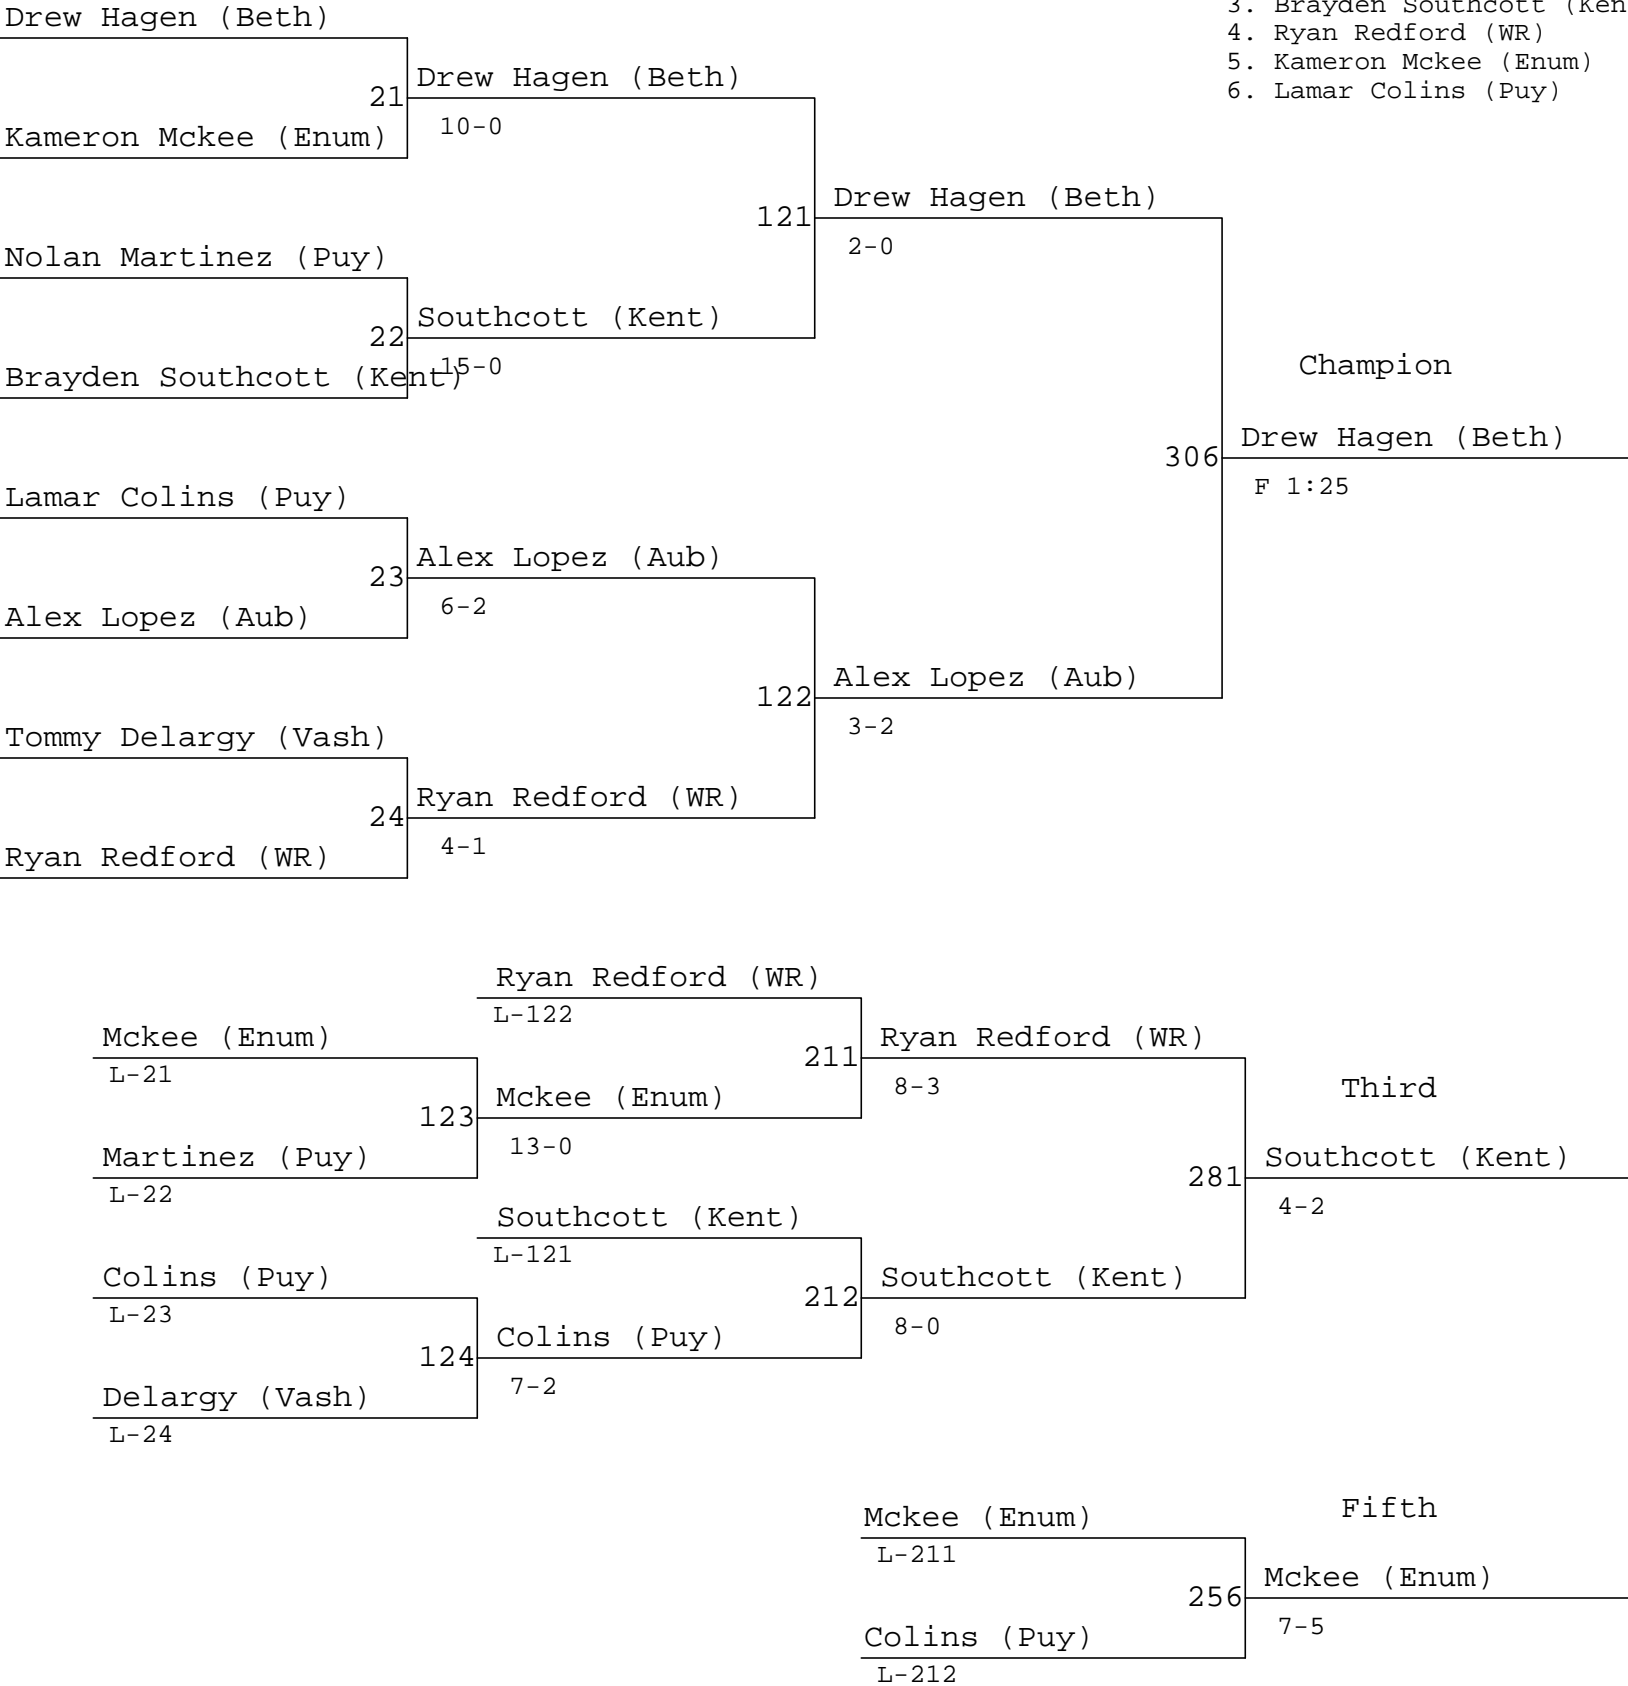 3. Brayden Southcott (Ken
4. Ryan Redford (WR)
5. Kameron Mckee (Enum)
6. Lamar Colins (Puy)
Drew Hagen (Beth)
21
Drew Hagen (Beth)
10-0
Kameron Mckee (Enum)
121
Drew Hagen (Beth)
2-0
Nolan Martinez (Puy)
22
Southcott (Kent)
15-0
Brayden Southcott (Kent)
Champion
306
Drew Hagen (Beth)
F 1:25
Lamar Colins (Puy)
23
Alex Lopez (Aub)
6-2
Alex Lopez (Aub)
122
Alex Lopez (Aub)
3-2
Tommy Delargy (Vash)
24
Ryan Redford (WR)
4-1
Ryan Redford (WR)
Ryan Redford (WR)
L-122
Mckee (Enum)
L-21
211
Ryan Redford (WR)
8-3
123
Mckee (Enum)
13-0
Martinez (Puy)
L-22
Third
281
Southcott (Kent)
4-2
Southcott (Kent)
L-121
Colins (Puy)
L-23
212
Southcott (Kent)
8-0
124
Colins (Puy)
7-2
Delargy (Vash)
L-24
Fifth
Mckee (Enum)
L-211
256
Mckee (Enum)
7-5
Colins (Puy)
L-212